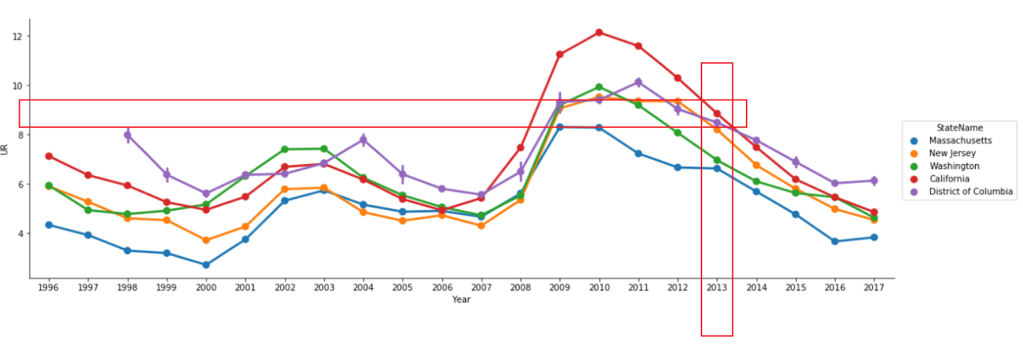 12
10
8
6
4
UR
1996 1997 1998 1999 2000 2001 2002 2003 2004 2005 2006 2007 2008 2009 2010 2011 2012 2013 2014 2015 2016 2017
Year
StateName
Massachusetts
New Jersey
Washington
California
District of Columbia